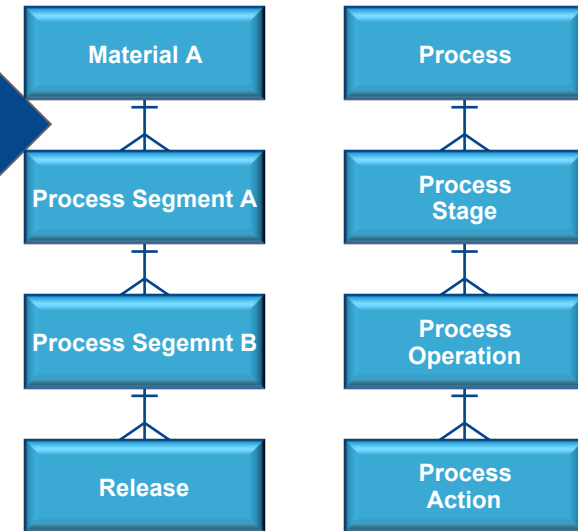 Material A
Process Segment A
Process Segemnt B
Release
Process
Process
Stage
Process
Operation
Process
Action